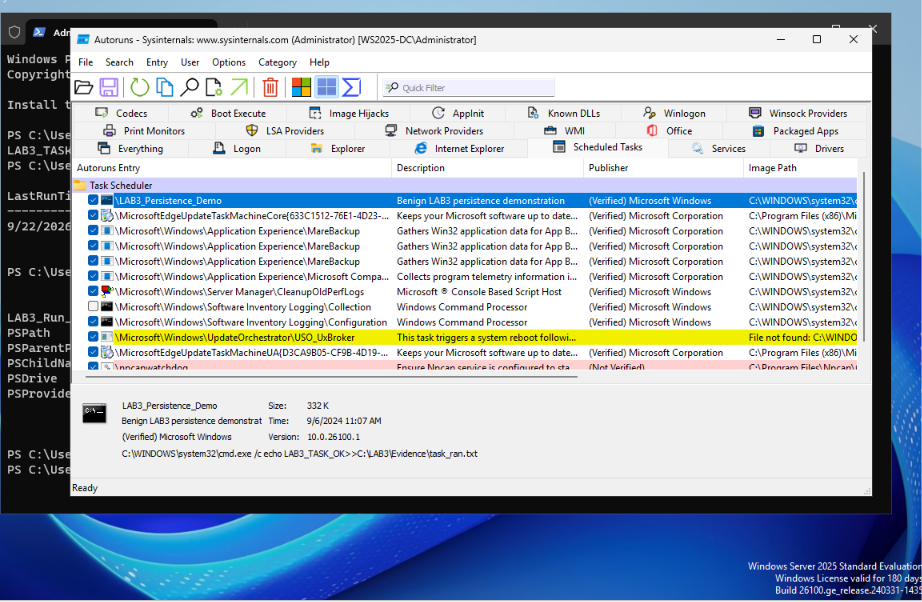 Autoruns - Sysinternals: www.sysinternals.com (Administrator) [WS2025-DC\Administrator]
File Search Entry User Options Category Help
Quick Filter
Codecs Boot Execute Image Hijacks AppInit Known DLLs Winlogon Winsock Providers
Print Monitors LSA Providers Network Providers WMI Office Packaged Apps
Everything Logon Explorer Internet Explorer Scheduled Tasks Services Drivers
Autoruns Entry Description Publisher Image Path
Task Scheduler
\LAB3_Persistence_Demo Benign LAB3 persistence demonstration (Verified) Microsoft Windows C:\WINDOWS\system32\c
\MicrosoftEdgeUpdateTaskMachineCore{633C1512-76E1-4D23-... Keeps your Microsoft software up to date... (Verified) Microsoft Corporation C:\Program Files (x86)\Mi
\Microsoft\Windows\Application Experience\MareBackup Gathers Win32 application data for App B... (Verified) Microsoft Corporation C:\WINDOWS\system32\c
\Microsoft\Windows\Application Experience\MareBackup Gathers Win32 application data for App B... (Verified) Microsoft Corporation C:\WINDOWS\system32\c
\Microsoft\Windows\Application Experience\MareBackup Gathers Win32 application data for App B... (Verified) Microsoft Corporation C:\WINDOWS\system32\c
\Microsoft\Windows\Application Experience\Microsoft Compa... Collects program telemetry information i... (Verified) Microsoft Corporation C:\WINDOWS\system32\c
\Microsoft\Windows\Server Manager\CleanupOldPerfLogs Microsoft ® Console Based Script Host (Verified) Microsoft Windows C:\WINDOWS\system32\c
\Microsoft\Windows\Software Inventory Logging\Collection Windows Command Processor (Verified) Microsoft Windows C:\WINDOWS\system32\c
\Microsoft\Windows\Software Inventory Logging\Configuration Windows Command Processor (Verified) Microsoft Windows C:\WINDOWS\system32\c
\Microsoft\Windows\UpdateOrchestrator\USO_UxBroker This task triggers a system reboot followi... File not found: C:\WINDO
\MicrosoftEdgeUpdateTaskMachineUA{D3CA9B05-CF9B-4D19-... Keeps your Microsoft software up to date... (Verified) Microsoft Corporation C:\Program Files (x86)\Mi
\npcapwatchdog Ensure Npcap service is configured to sta... (Not Verified) C:\Program Files\Npcap\
LAB3_Persistence_Demo Size: 332 K
Benign LAB3 persistence demonstrat Time: 9/6/2024 11:07 AM
(Verified) Microsoft Windows Version: 10.0.26100.1
C:\WINDOWS\system32\cmd.exe /c echo LAB3_TASK_OK>>C:\LAB3\Evidence\task_ran.txt
Ready
Adn
Windows P
Copyright
Install t
PS C:\Use
LAB3_TASK
PS C:\Use
LastRunTi
---------
9/22/2026
PS C:\Use
LAB3_Run_
PSPath
PSParentP
PSChildNa
PSDrive
PSProvide
PS C:\Use
PS C:\Use
Windows Server 2025 Standard Evaluation
Windows License valid for 180 days
Build 26100.ge_release.240331-1435